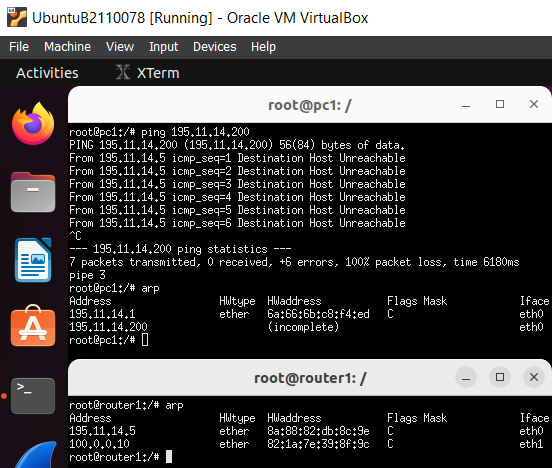 UbuntuB2110078 [Running] - Oracle VM VirtualBox
File Machine View Input Devices Help
Activities XTerm
root@pc1: /
root@pc1:/# ping 195.11.14.200
PING 195.11.14.200 (195.11.14.200) 56(84) bytes of data.
From 195.11.14.5 icmp_seq=1 Destination Host Unreachable
From 195.11.14.5 icmp_seq=2 Destination Host Unreachable
From 195.11.14.5 icmp_seq=3 Destination Host Unreachable
From 195.11.14.5 icmp_seq=4 Destination Host Unreachable
From 195.11.14.5 icmp_seq=5 Destination Host Unreachable
From 195.11.14.5 icmp_seq=6 Destination Host Unreachable
^C
--- 195.11.14.200 ping statistics ---
7 packets transmitted, 0 received, +6 errors, 100% packet loss, time 6180ms
pipe 3
root@pc1:/# arp
Address HWtype HWaddress Flags Mask Iface
195.11.14.1 ether 6a:66:6b:c8:f4:ed C eth0
195.11.14.200 (incomplete) eth0
root@pc1:/#
root@router1: /
root@router1:/# arp
Address HWtype HWaddress Flags Mask Iface
195.11.14.5 ether 8a:88:82:db:8c:9e C eth0
100.0.0.10 ether 82:1a:7e:39:8f:9c C eth1
root@router1:/#